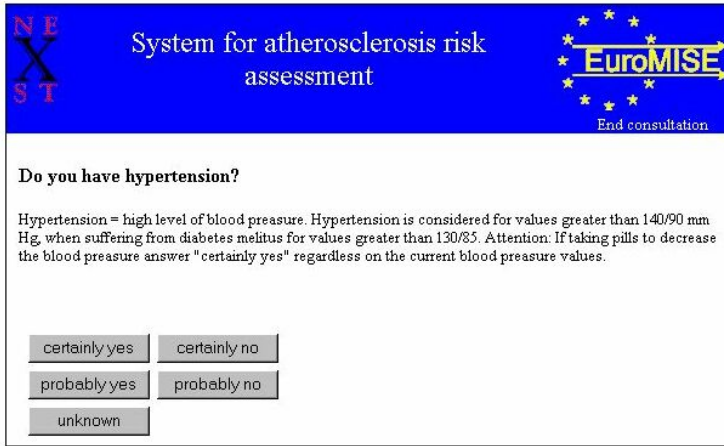 N E
X
S T
System for atherosclerosis risk
assessment
EuroMISE
End consultation
Do you have hypertension?
Hypertension = high level of blood preasure. Hypertension is considered for values greater than 140/90 mm
Hg, when suffering from diabetes melitus for values greater than 130/85. Attention: If taking pills to decrease
the blood preasure answer "certainly yes" regardless on the current blood preasure values.
certainly yes certainly no
probably yes probably no
unknown